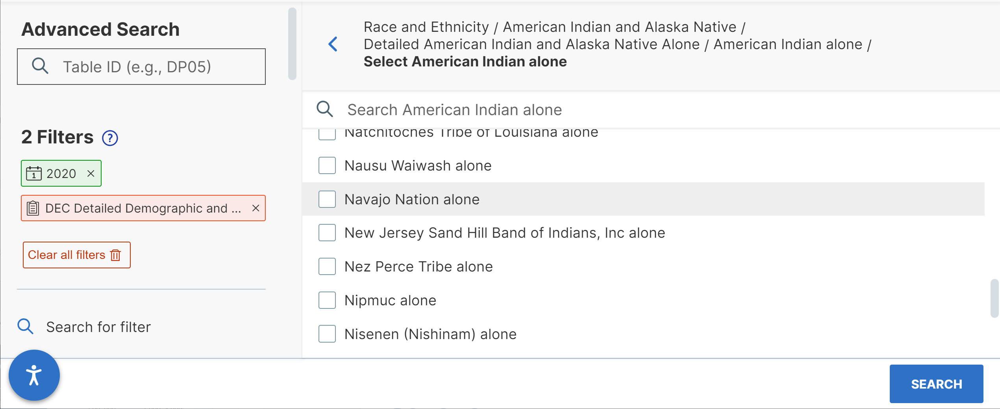 Advanced Search
Table ID (e.g., DP05)
2 Filters ?
1 2020
DEC Detailed Demographic and ...
Clear all filters
Search for filter
Race and Ethnicity / American Indian and Alaska Native /
Detailed American Indian and Alaska Native Alone / American Indian alone /
Select American Indian alone
Search American Indian alone
Natchitoches Tribe of Louisiana alone
Nausu Waiwash alone
Navajo Nation alone
New Jersey Sand Hill Band of Indians, Inc alone
Nez Perce Tribe alone
Nipmuc alone
Nisenen (Nishinam) alone
SEARCH